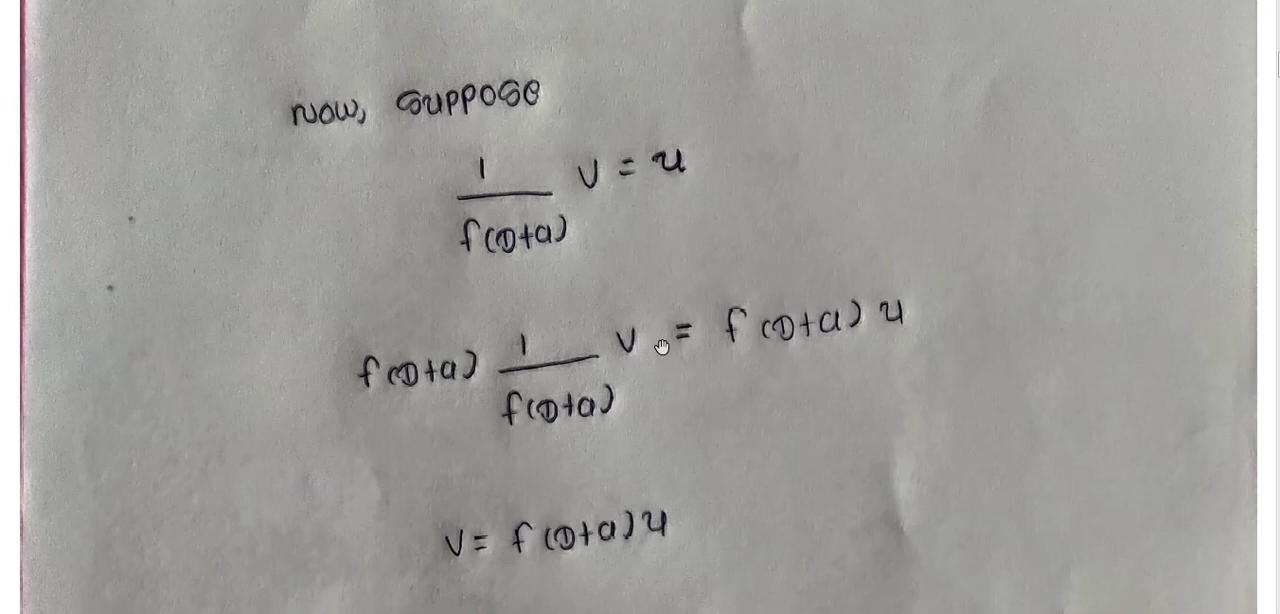 Now, suppose
1/f(D+a) v = u
f(D+a) 1/f(D+a) v = f(D+a) u
v = f(D+a) u